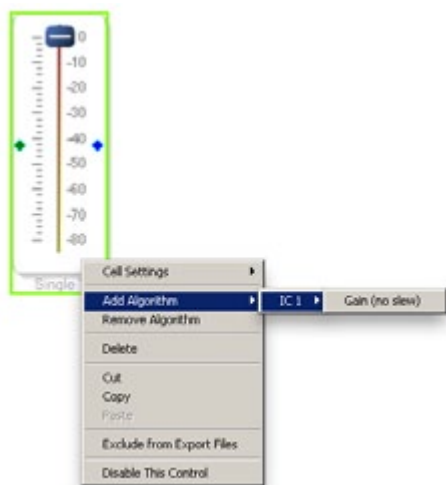 0
-10
-20
-30
-40
-50
-60
-70
-80
Single
Cell Settings
Add Algorithm
IC 1
Gain (no slew)
Remove Algorithm
Delete
Cut
Copy
Paste
Exclude from Export Files
Disable This Control